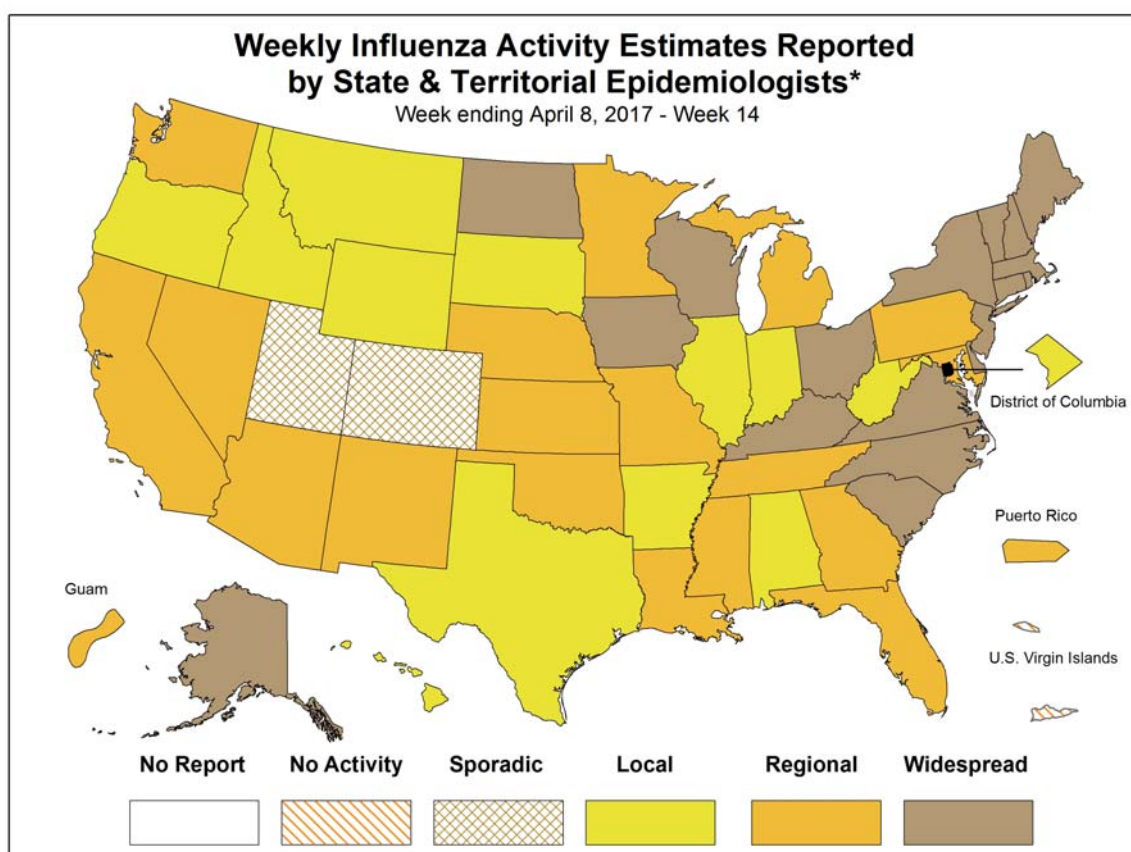 Weekly Influenza Activity Estimates Reported
by State & Territorial Epidemiologists*
Week ending April 8, 2017 - Week 14
District of Columbia
Puerto Rico
Guam
U.S. Virgin Islands
No Report
No Activity
Sporadic
Local
Regional
Widespread